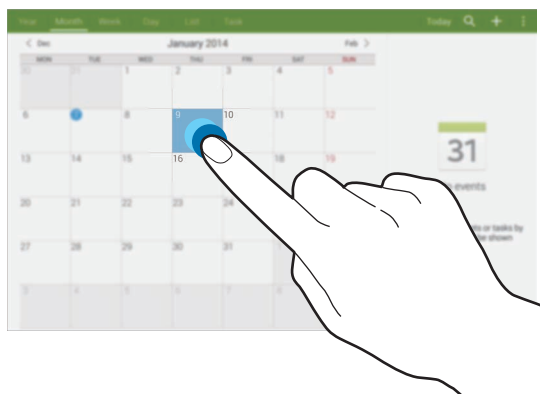 Year Month Week Day List Task Today
< Dec January 2014 Feb >
MON TUE WED THU FRI SAT SUN
30 31 1 2 3 4 5
6 7 8 9 10 11 12
13 14 15 16 18 19
20 21 22 23 24
27 28 29 30 31
3 4 5 6 7 8
31
events
or tasks by
be shown